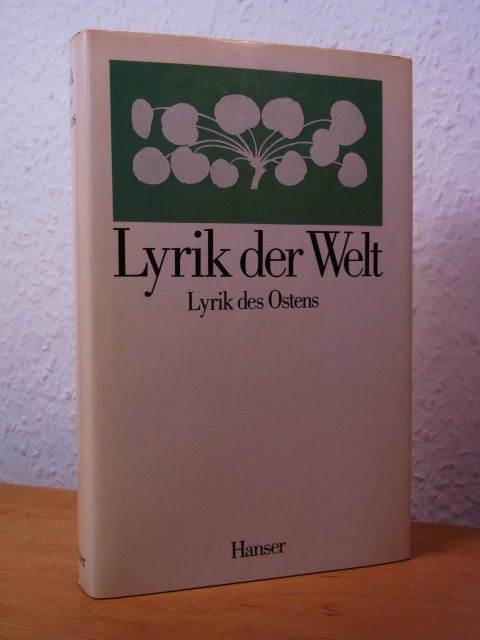 Lyrik der Welt
Lyrik des Ostens
Hanser